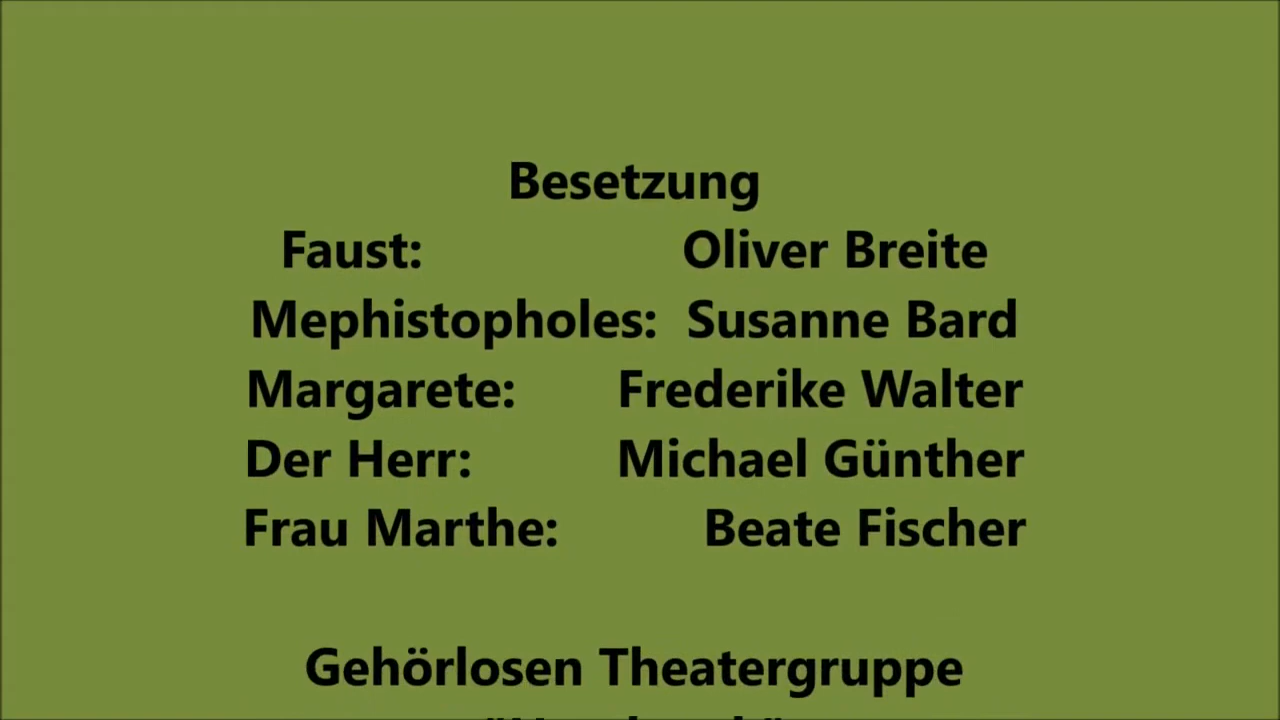 Besetzung
Faust: Oliver Breite
Mephistopholes: Susanne Bard
Margarete: Frederike Walter
Der Herr: Michael Günther
Frau Marthe: Beate Fischer
Gehörlosen Theatergruppe